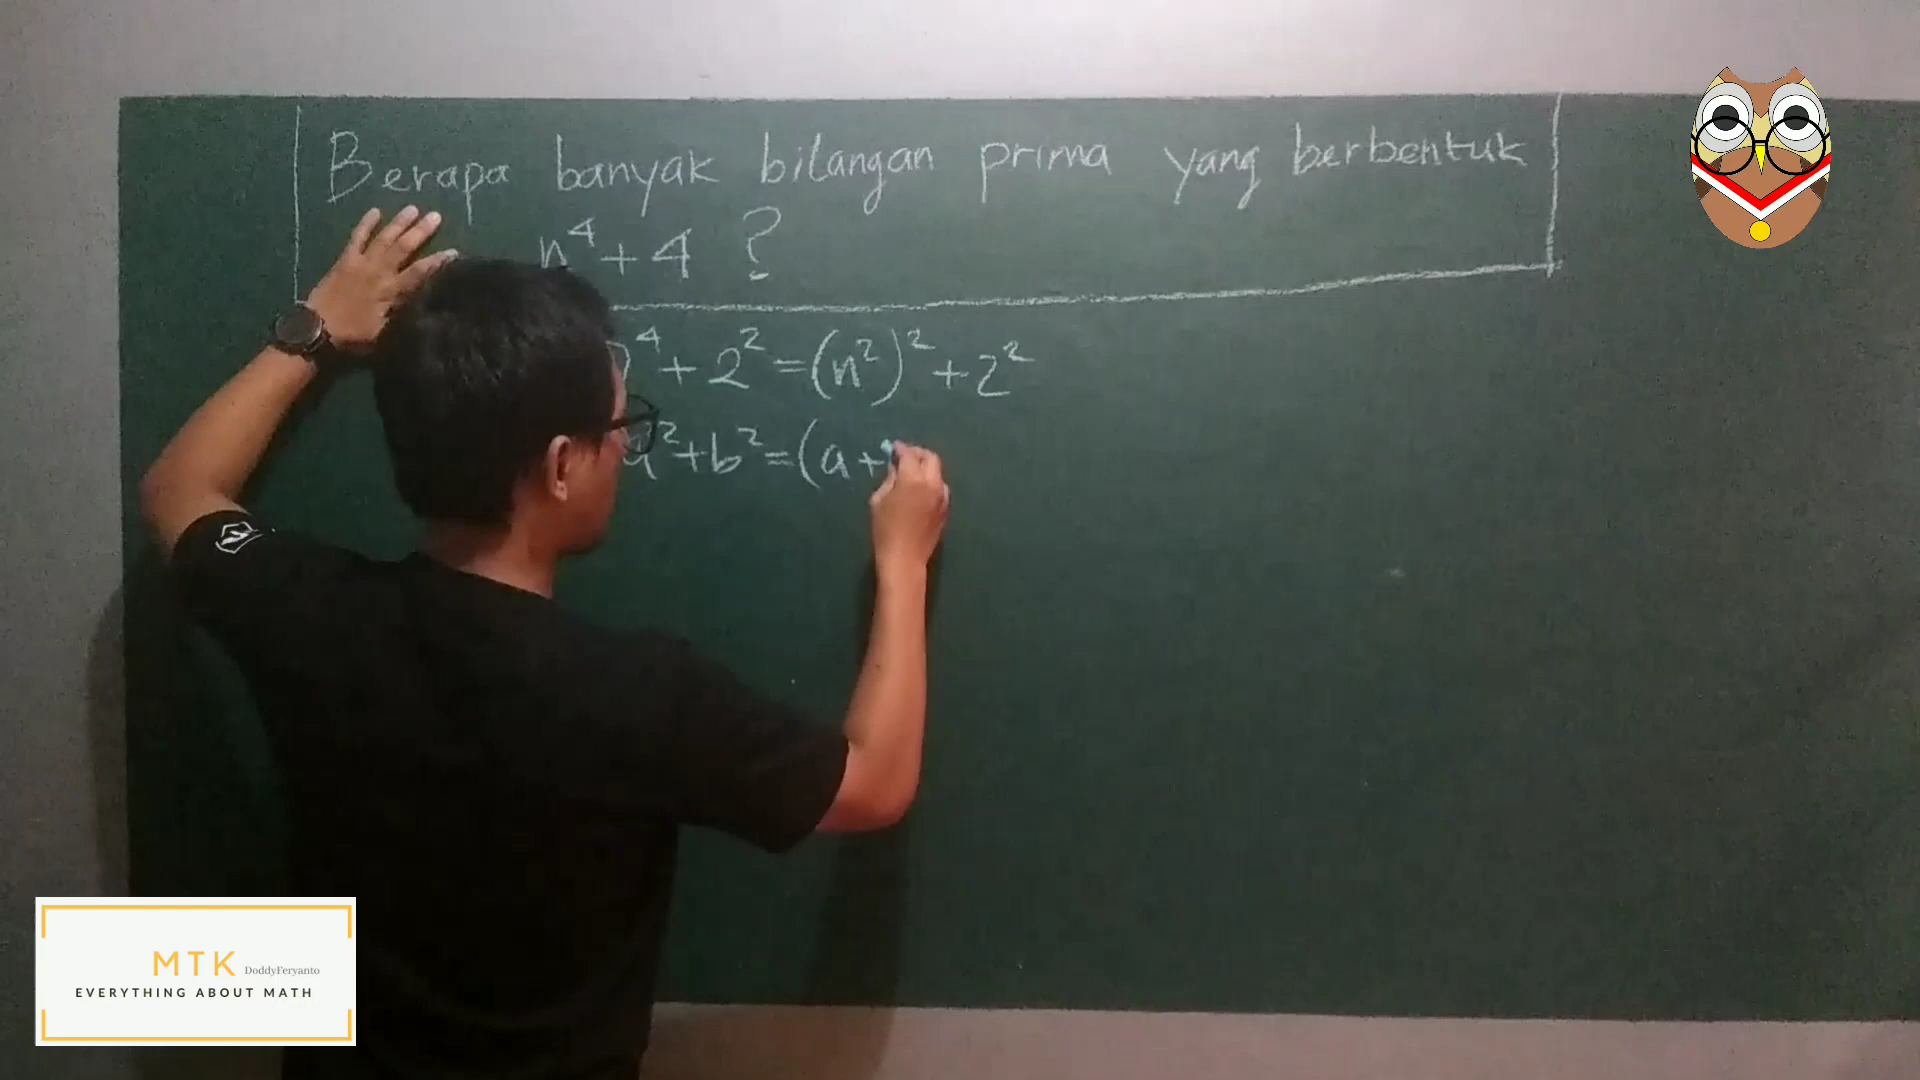 Berapa banyak bilangan prima yang berbentuk
n⁴ + 4 ?
⁴ + 2² = (n²)² + 2²
a² + b² = (a +
MTK DoddyFeryanto
EVERYTHING ABOUT MATH